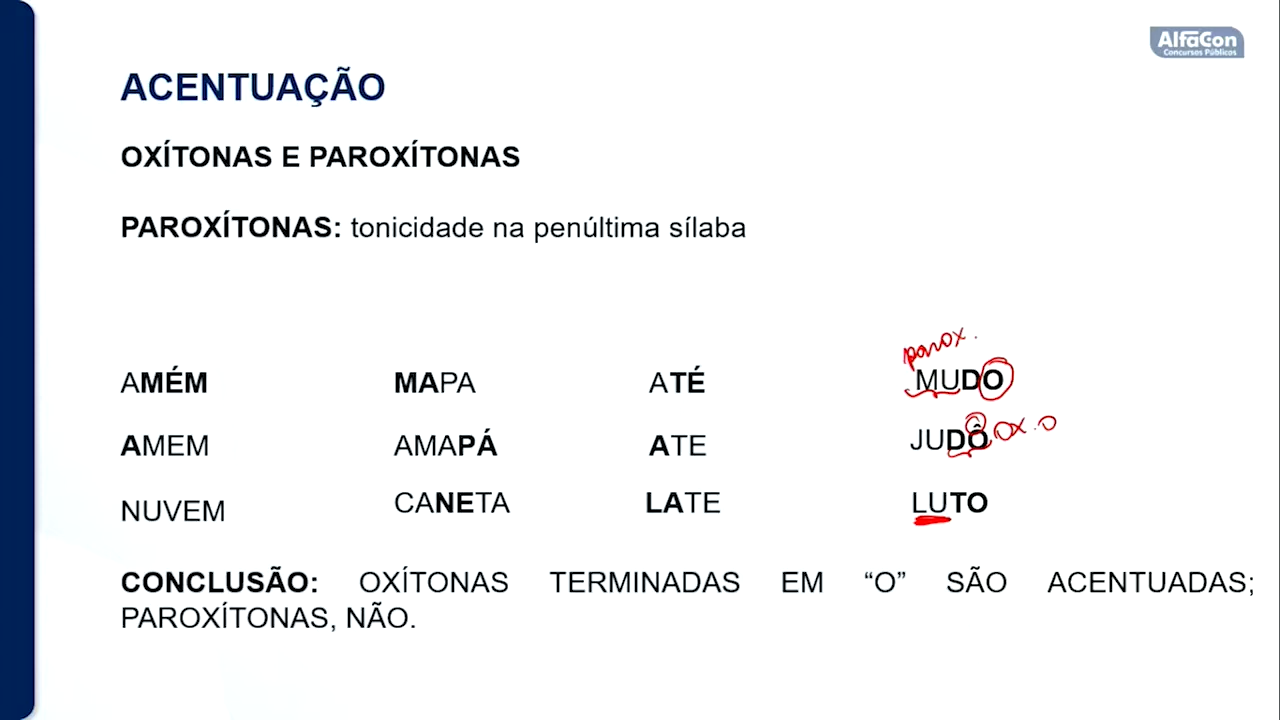 AlfaCon
Concursos Públicos
ACENTUAÇÃO
OXÍTONAS E PAROXÍTONAS
PAROXÍTONAS: tonicidade na penúltima sílaba
parox.
AMÉM MAPA ATÉ MUDO
AMEM AMAPÁ ATE JUDÔ ox. o
NUVEM CANETA LATE LUTO
CONCLUSÃO: OXÍTONAS TERMINADAS EM “O” SÃO ACENTUADAS;
PAROXÍTONAS, NÃO.